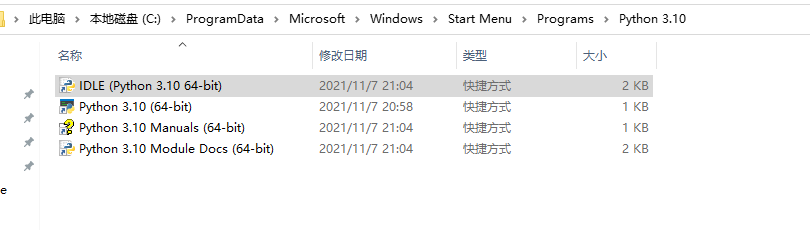 此电脑 > 本地磁盘 (C:) > ProgramData > Microsoft > Windows > Start Menu > Programs > Python 3.10
名称 修改日期 类型 大小
IDLE (Python 3.10 64-bit) 2021/11/7 21:04 快捷方式 2 KB
Python 3.10 (64-bit) 2021/11/7 20:58 快捷方式 1 KB
Python 3.10 Manuals (64-bit) 2021/11/7 21:04 快捷方式 1 KB
Python 3.10 Module Docs (64-bit) 2021/11/7 21:04 快捷方式 2 KB
e